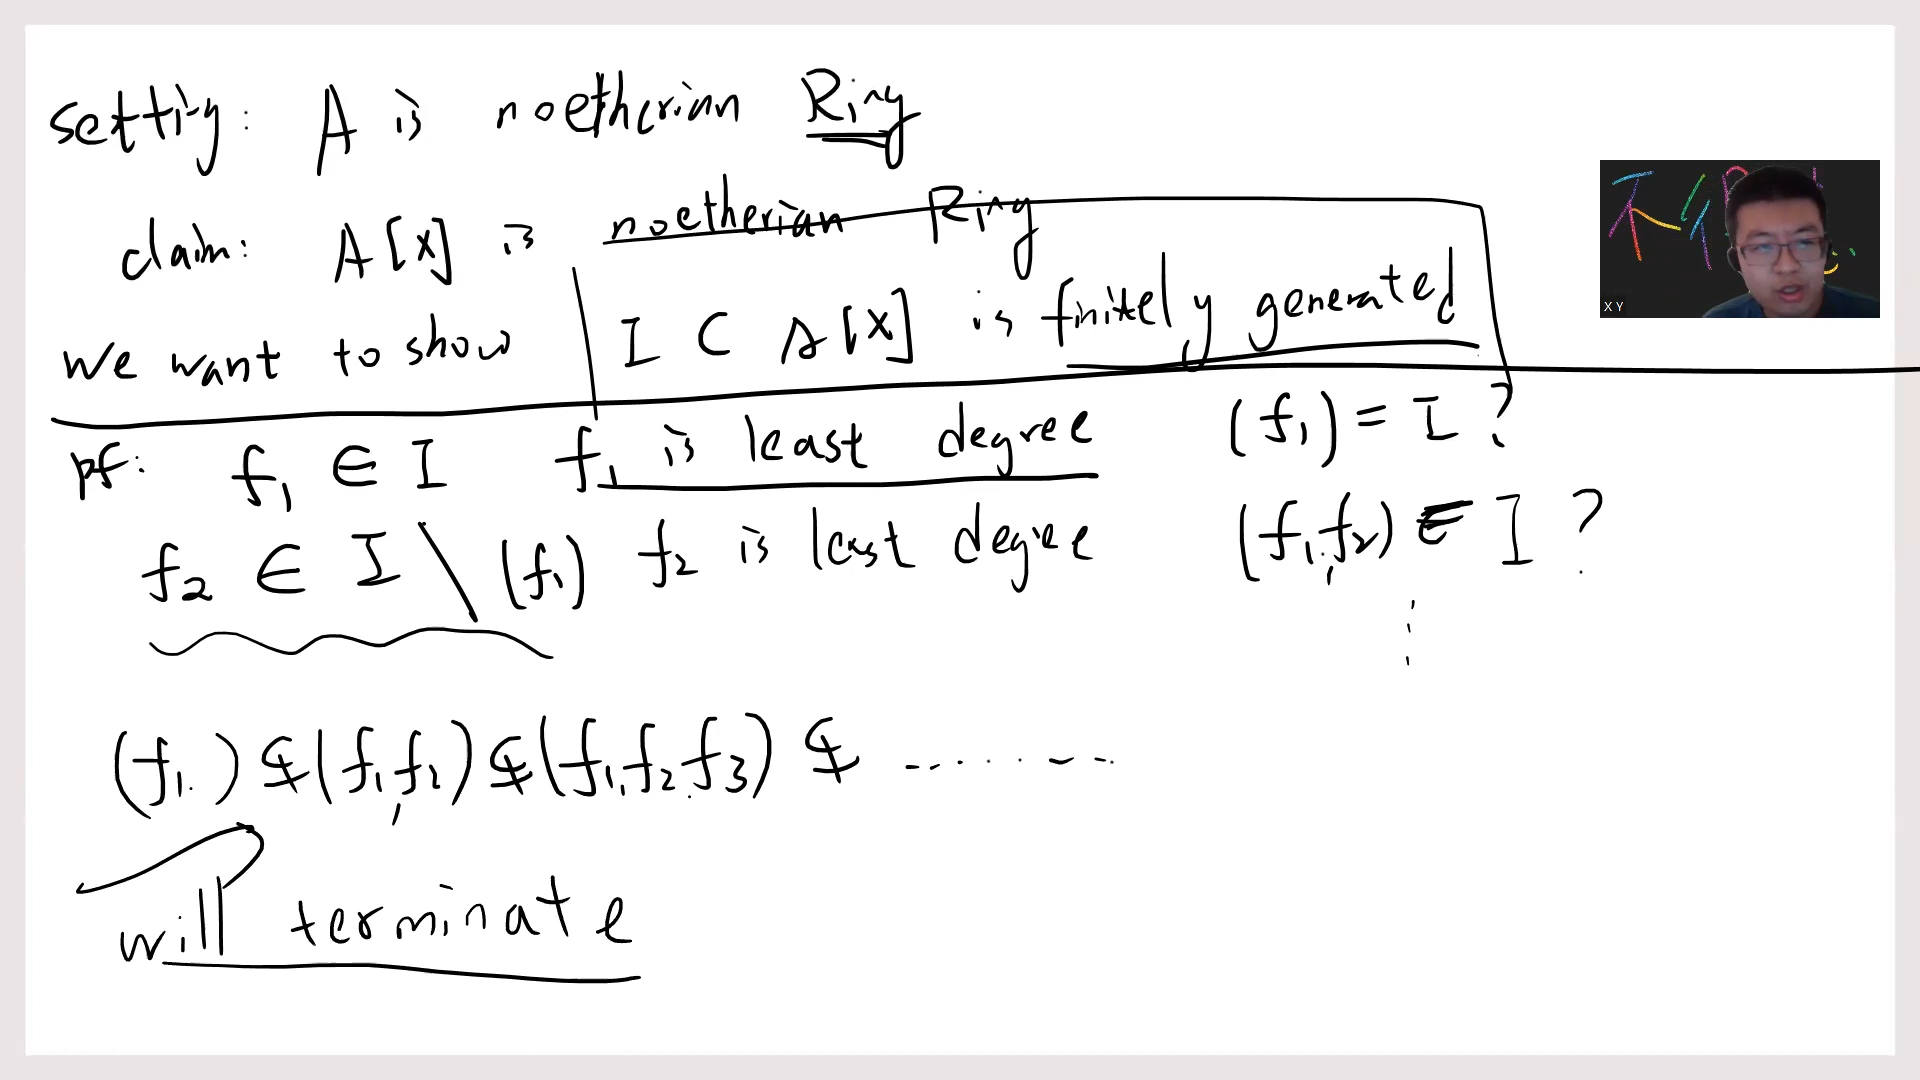 setting: A is noetherian Ring
claim: A[x] is noetherian Ring
we want to show I ⊂ A[x] is finitely generated
pf: f₁ ∈ I f₁ is least degree (f₁) = I ?
f₂ ∈ I \ (f₁) f₂ is least degree (f₁,f₂) = I ?
(f₁) ⊊ (f₁,f₂) ⊊ (f₁,f₂,f₃) ⊊ ........
will terminate
X Y